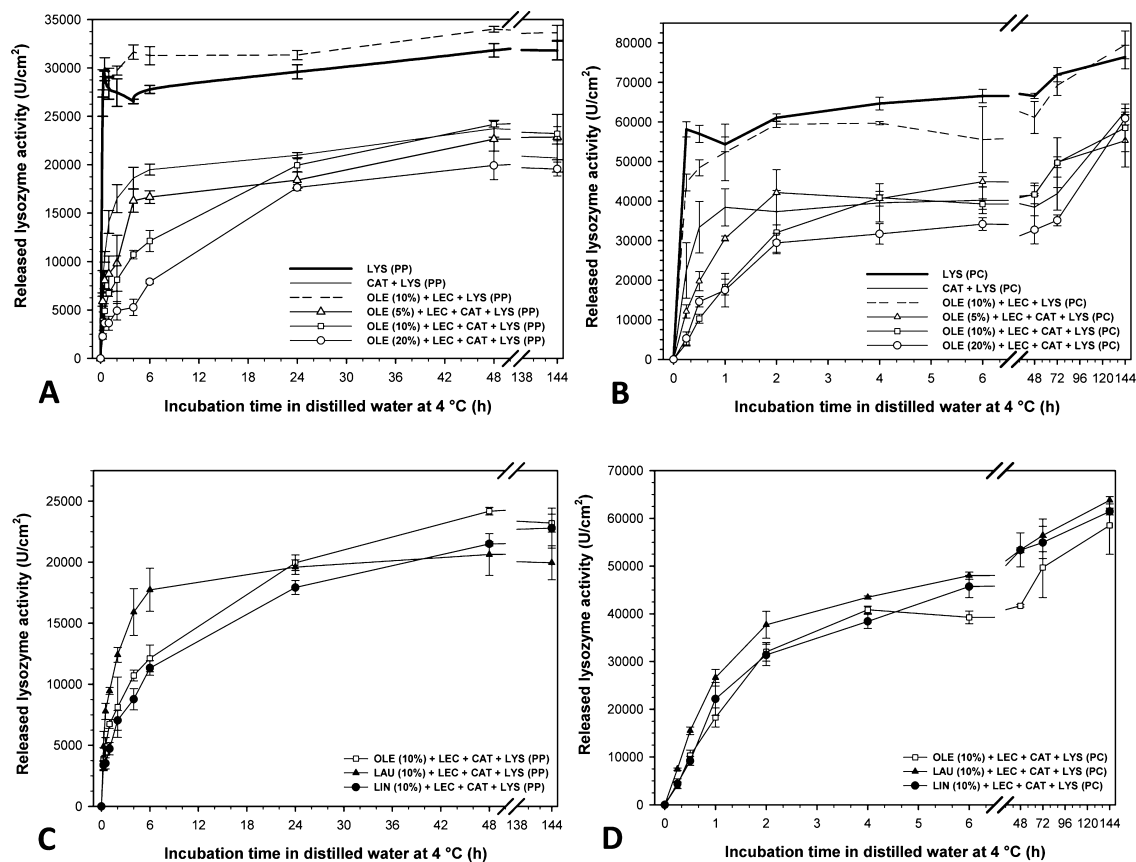 35000
30000
25000
20000
15000
10000
5000
0
Released lysozyme activity (U/cm²)
LYS (PP)
CAT + LYS (PP)
OLE (10%) + LEC + LYS (PP)
OLE (5%) + LEC + CAT + LYS (PP)
OLE (10%) + LEC + CAT + LYS (PP)
OLE (20%) + LEC + CAT + LYS (PP)
0 6 12 18 24 30 36 42 48 138 144
A
Incubation time in distilled water at 4 °C (h)
80000
70000
60000
50000
40000
30000
20000
10000
0
Released lysozyme activity (U/cm²)
LYS (PC)
CAT + LYS (PC)
OLE (10%) + LEC + LYS (PC)
OLE (5%) + LEC + CAT + LYS (PC)
OLE (10%) + LEC + CAT + LYS (PC)
OLE (20%) + LEC + CAT + LYS (PC)
0 1 2 3 4 5 6 48 72 96 120 144
B
Incubation time in distilled water at 4 °C (h)
25000
20000
15000
10000
5000
0
Released lysozyme activity (U/cm²)
OLE (10%) + LEC + CAT + LYS (PP)
LAU (10%) + LEC + CAT + LYS (PP)
LIN (10%) + LEC + CAT + LYS (PP)
0 6 12 18 24 30 36 42 48 138 144
C
Incubation time in distilled water at 4 °C (h)
70000
60000
50000
40000
30000
20000
10000
0
Released lysozyme activity (U/cm²)
OLE (10%) + LEC + CAT + LYS (PC)
LAU (10%) + LEC + CAT + LYS (PC)
LIN (10%) + LEC + CAT + LYS (PC)
0 1 2 3 4 5 6 48 72 96 120 144
D
Incubation time in distilled water at 4 °C (h)